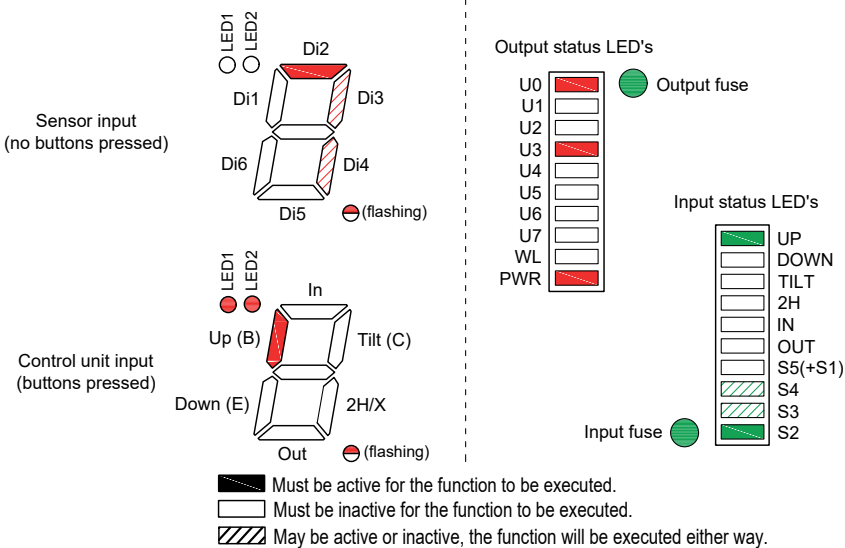 LED1
LED2
Di2
Di1
Di3
Sensor input
(no buttons pressed)
Di6
Di4
Di5
(flashing)
LED1
LED2
In
Up (B)
Tilt (C)
Control unit input
(buttons pressed)
Down (E)
2H/X
Out
(flashing)
Output status LED's
U0
Output fuse
U1
U2
U3
U4
U5
U6
U7
WL
PWR
Input status LED's
UP
DOWN
TILT
2H
IN
OUT
S5(+S1)
S4
S3
Input fuse
S2
Must be active for the function to be executed.
Must be inactive for the function to be executed.
May be active or inactive, the function will be executed either way.